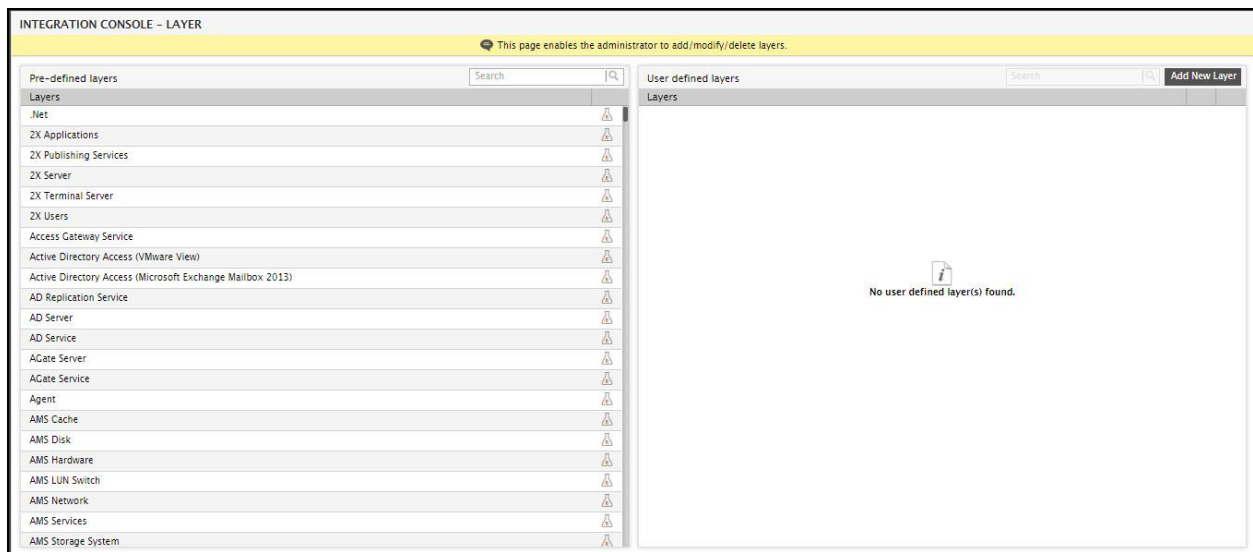 INTEGRATION CONSOLE – LAYER
This page enables the administrator to add/modify/delete layers.
Pre-defined layers
Search
Layers
.Net
2X Applications
2X Publishing Services
2X Server
2X Terminal Server
2X Users
Access Gateway Service
Active Directory Access (VMware View)
Active Directory Access (Microsoft Exchange Mailbox 2013)
AD Replication Service
AD Server
AD Service
AGate Server
AGate Service
Agent
AMS Cache
AMS Disk
AMS Hardware
AMS LUN Switch
AMS Network
AMS Services
AMS Storage System
User defined layers
Search
Add New Layer
Layers
No user defined layer(s) found.